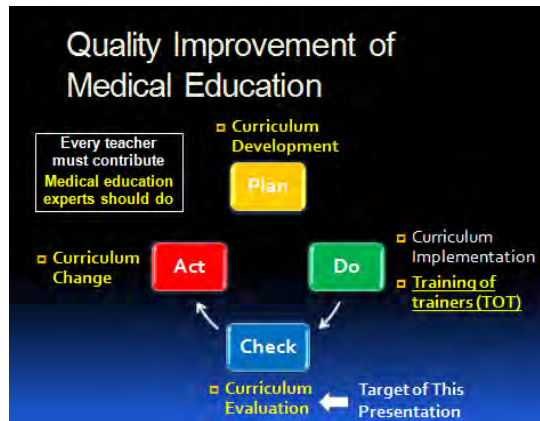 Quality Improvement of
Medical Education
Every teacher
must contribute
Medical education
experts should do
Curriculum
Development
Plan
Curriculum
Change
Act
Do
Curriculum
Implementation
Training of
trainers (TOT)
Check
Curriculum
Evaluation
Target of This
Presentation